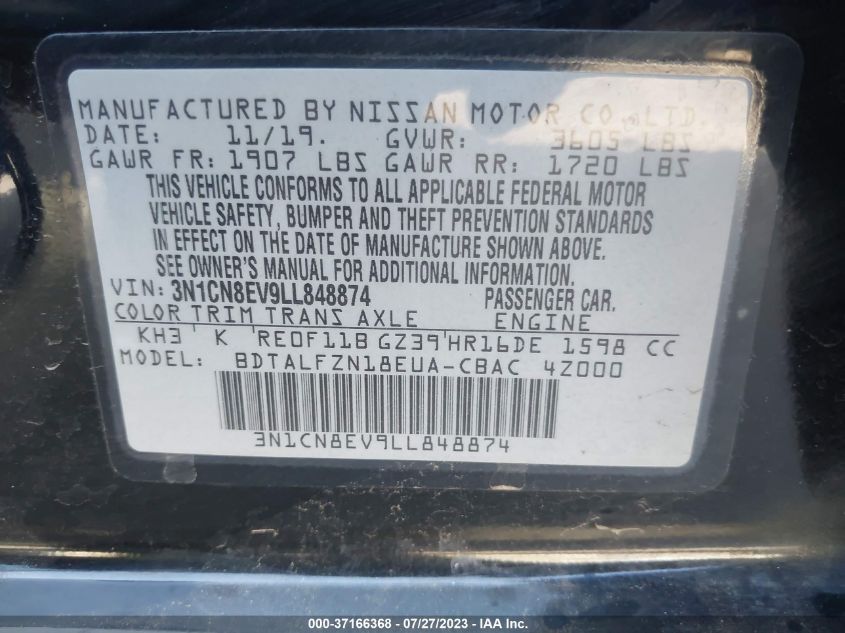 MANUFACTURED BY NISSAN MOTOR CO., LTD.
DATE: 11/19. GVWR: 3605 LBS
GAWR FR: 1907 LBS GAWR RR: 1720 LBS
THIS VEHICLE CONFORMS TO ALL APPLICABLE FEDERAL MOTOR
VEHICLE SAFETY, BUMPER AND THEFT PREVENTION STANDARDS
IN EFFECT ON THE DATE OF MANUFACTURE SHOWN ABOVE.
SEE OWNER'S MANUAL FOR ADDITIONAL INFORMATION.
VIN: 3N1CN8EV9LL848874 PASSENGER CAR.
COLOR TRIM TRANS AXLE ENGINE
KH3 K RE0F11B GZ39 HR16DE 1598 CC
MODEL: BDTALFZN18EUA-CBAC 4Z000
3N1CN8EV9LL848874
000-37166368 | 07/27/2023 | Copyright © 2023 IAA, Inc.